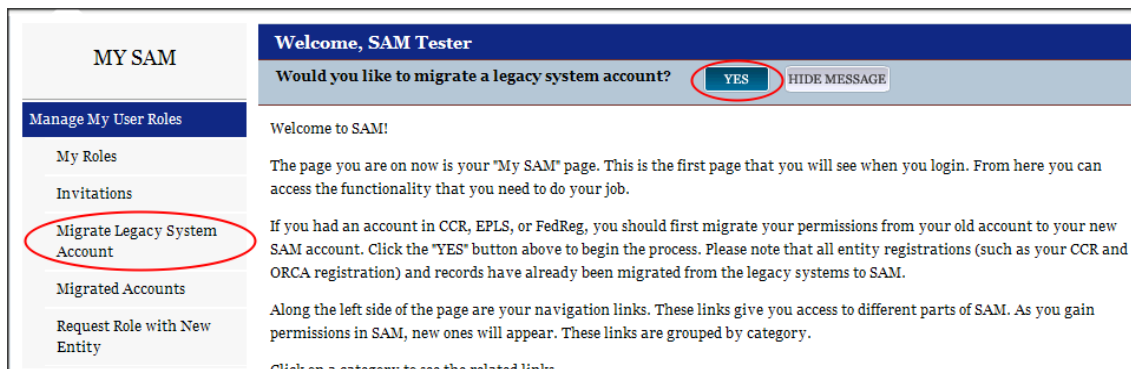 MY SAM
Manage My User Roles
My Roles
Invitations
Migrate Legacy System
Account
Migrated Accounts
Request Role with New
Entity
Welcome, SAM Tester
Would you like to migrate a legacy system account? YES HIDE MESSAGE
Welcome to SAM!
The page you are on now is your "My SAM" page. This is the first page that you will see when you login. From here you can
access the functionality that you need to do your job.
If you had an account in CCR, EPLS, or FedReg, you should first migrate your permissions from your old account to your new
SAM account. Click the "YES" button above to begin the process. Please note that all entity registrations (such as your CCR and
ORCA registration) and records have already been migrated from the legacy systems to SAM.
Along the left side of the page are your navigation links. These links give you access to different parts of SAM. As you gain
permissions in SAM, new ones will appear. These links are grouped by category.
Click on a category to see the related links.